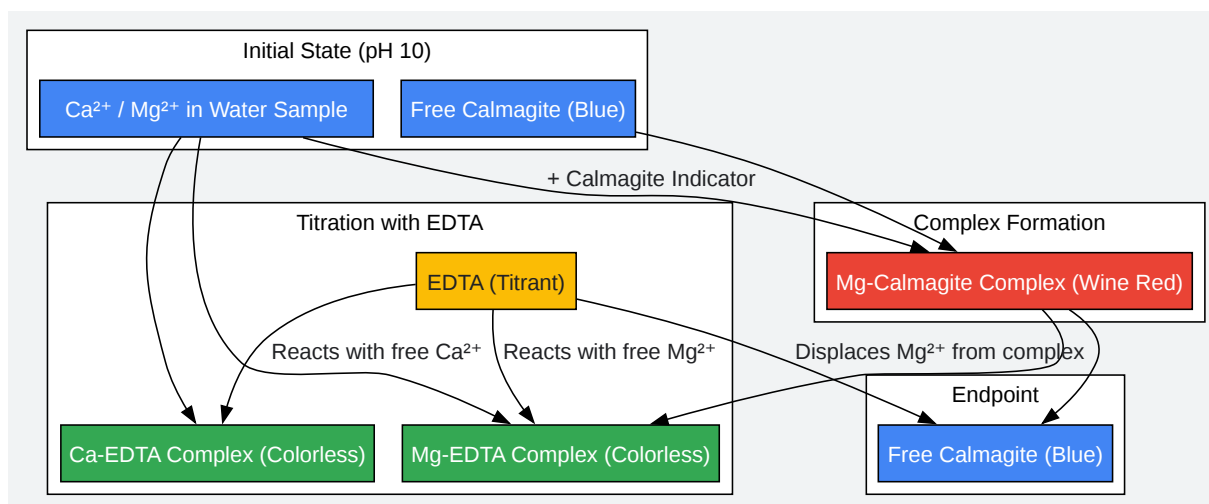 Initial State (pH 10)
Ca²⁺ / Mg²⁺ in Water Sample
Free Calmagite (Blue)
+ Calmagite Indicator
Titration with EDTA
Complex Formation
EDTA (Titrant)
Mg-Calmagite Complex (Wine Red)
Reacts with free Ca²⁺
Reacts with free Mg²⁺
Displaces Mg²⁺ from complex
Endpoint
Ca-EDTA Complex (Colorless)
Mg-EDTA Complex (Colorless)
Free Calmagite (Blue)